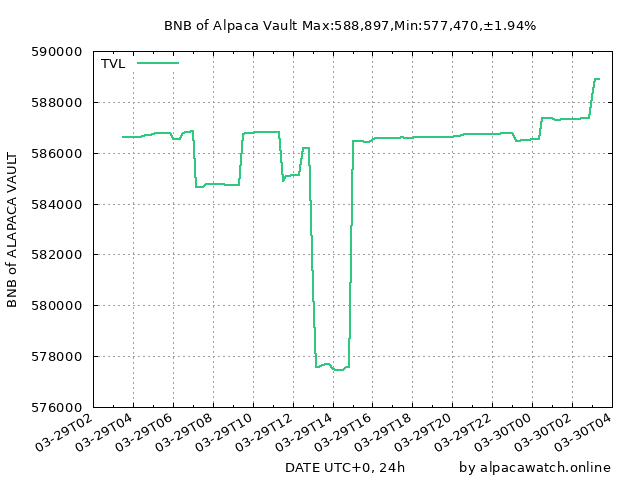 BNB of Alpaca Vault Max:588,897,Min:577,470,±1.94%
TVL
BNB of ALAPACA VAULT
590000
588000
586000
584000
582000
580000
578000
576000
03-29T02
03-29T04
03-29T06
03-29T08
03-29T10
03-29T12
03-29T14
03-29T16
03-29T18
03-29T20
03-29T22
03-30T00
03-30T02
03-30T04
DATE UTC+0, 24h
by alpacawatch.online